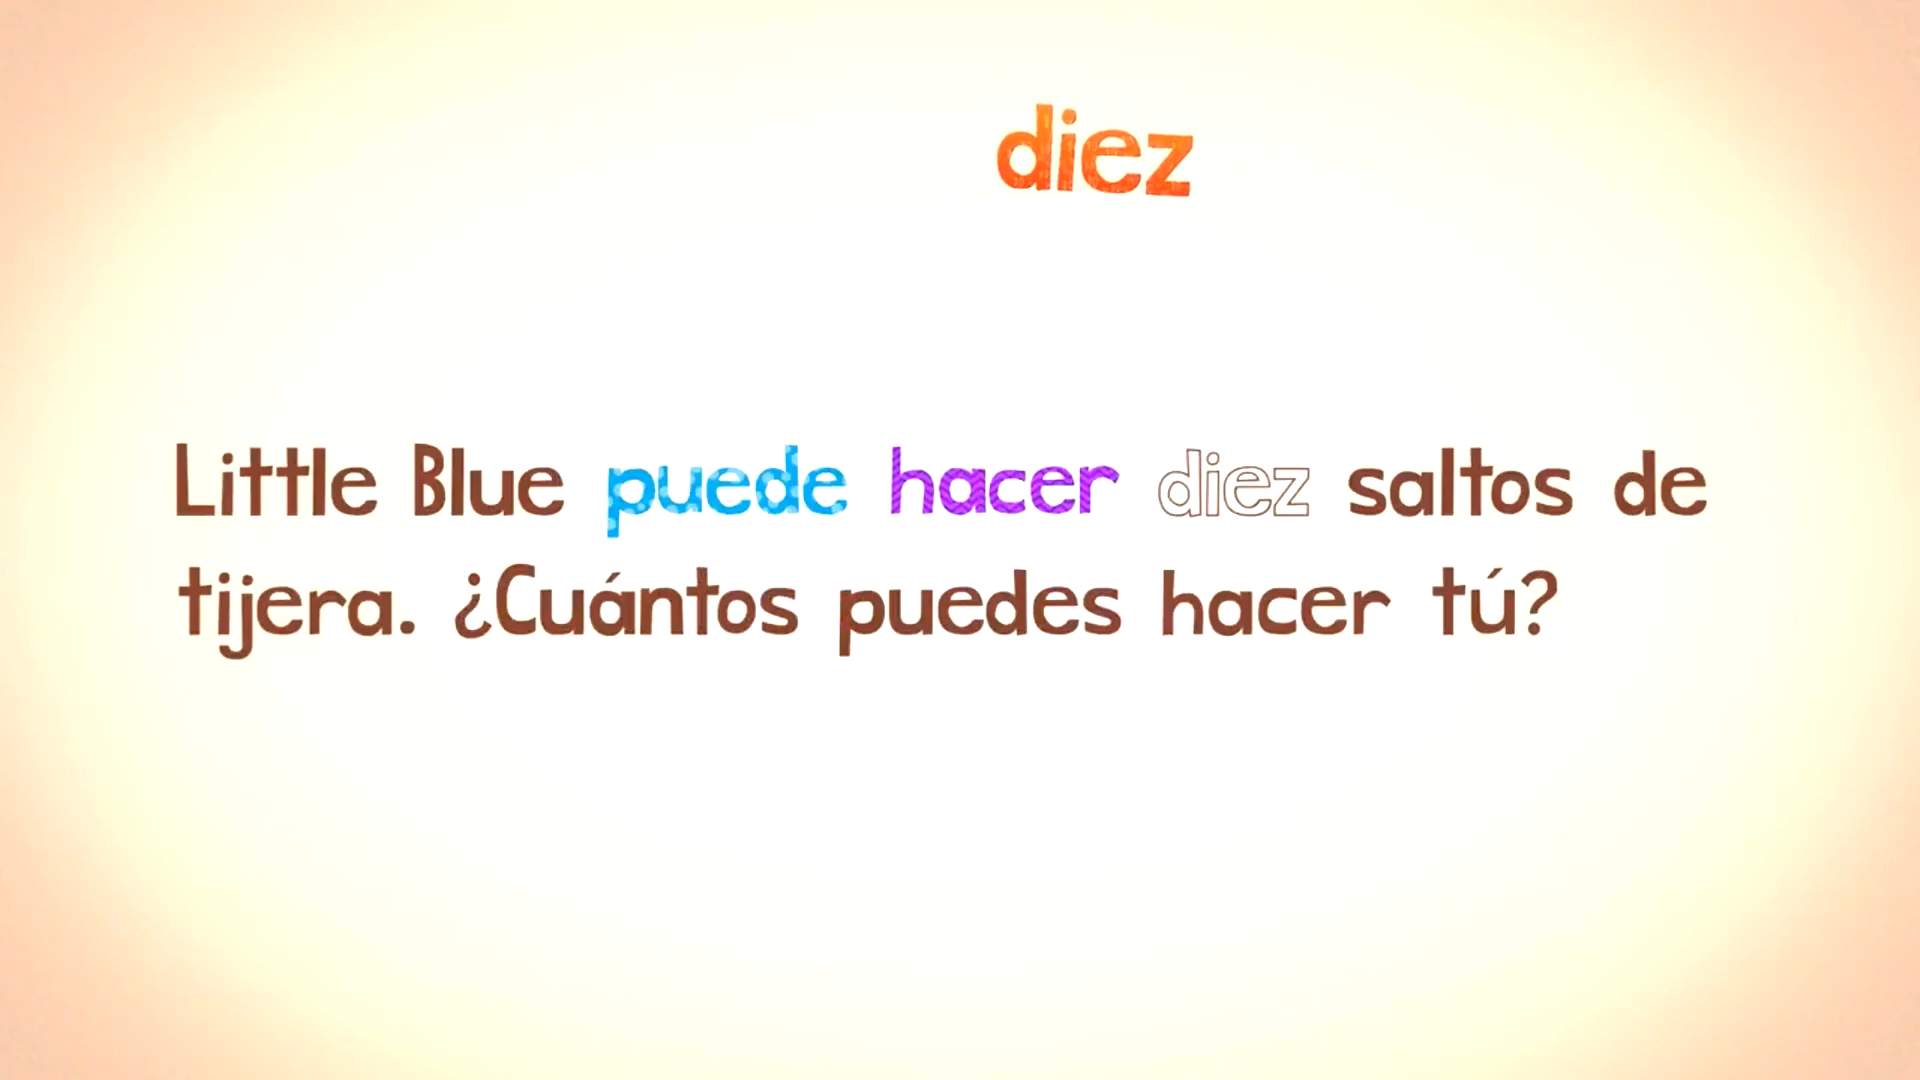 diez
Little Blue puede hacer diez saltos de
tijera. ¿Cuántos puedes hacer tú?